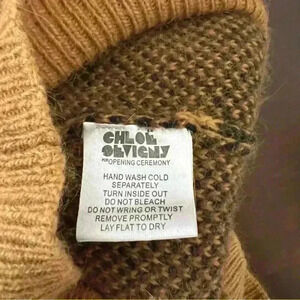 CHLOË
SEVIGNY
FOR OPENING CEREMONY
HAND WASH COLD
SEPARATELY
TURN INSIDE OUT
DO NOT BLEACH
DO NOT WRING OR TWIST
REMOVE PROMPTLY
LAY FLAT TO DRY